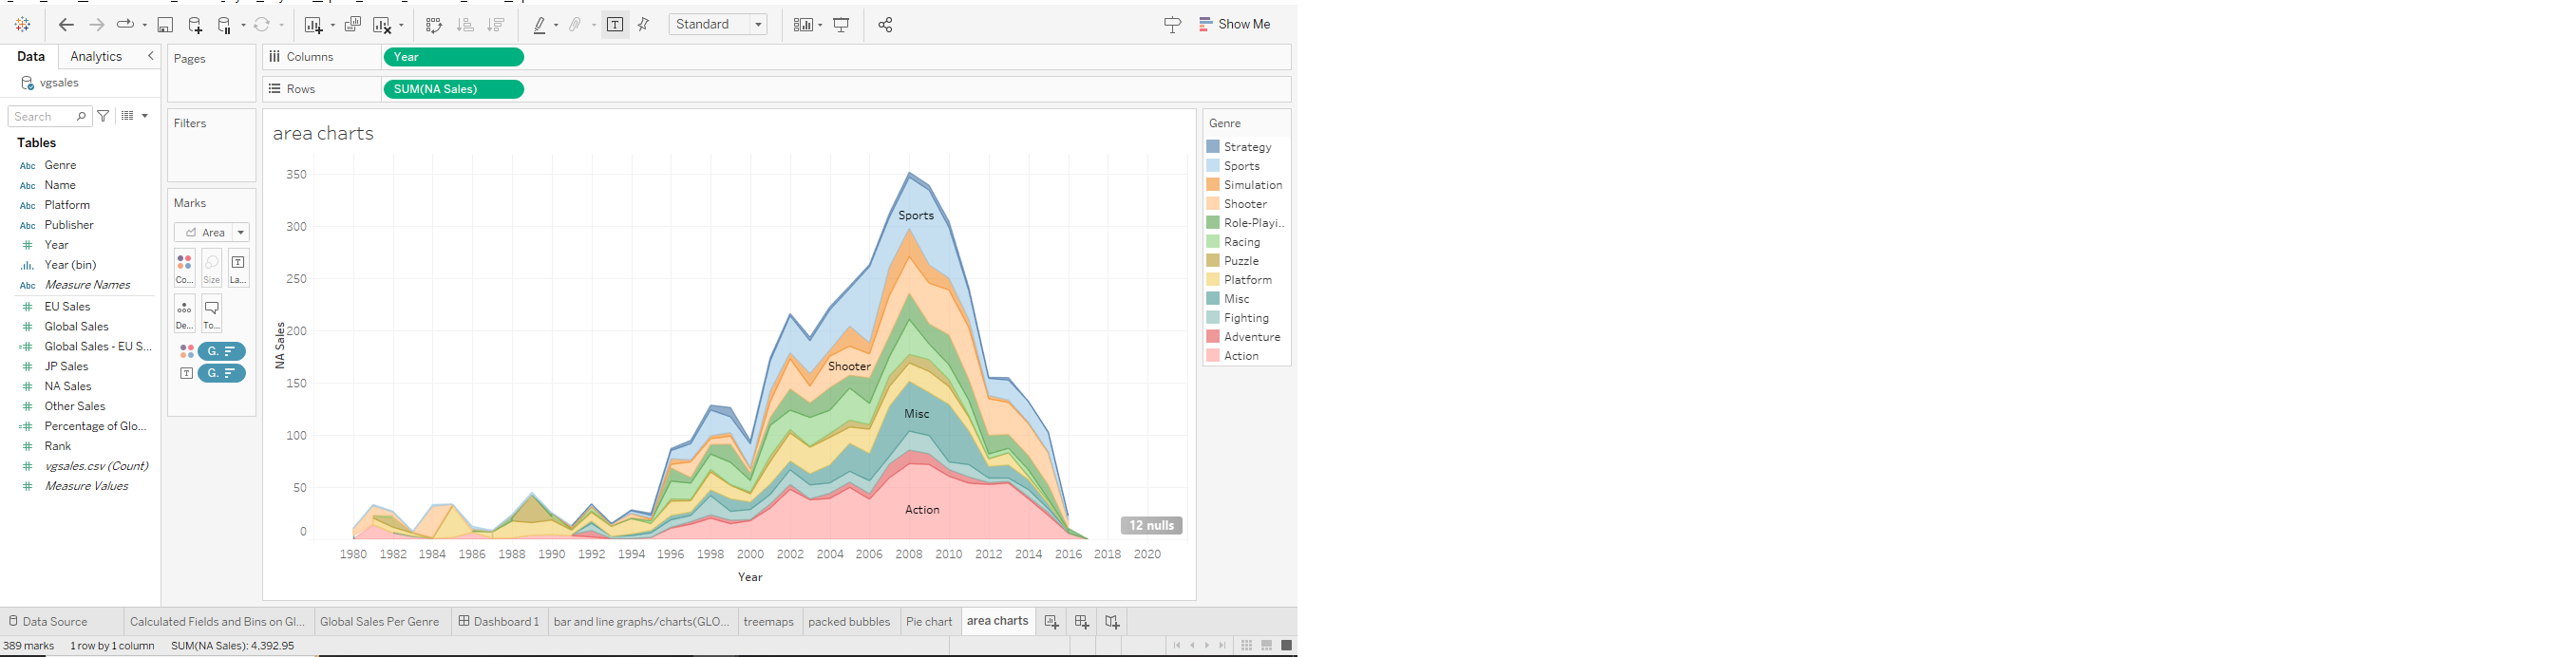 Standard
Show Me
Data
Analytics
vgsales
Search
Tables
Abc Genre
Abc Name
Abc Platform
Abc Publisher
Year
Year (bin)
Abc Measure Names
EU Sales
Global Sales
Global Sales - EU S...
JP Sales
NA Sales
Other Sales
Percentage of Glo...
Rank
vgsales.csv (Count)
Measure Values
Pages
Filters
Marks
Area
Co...
Size
La...
De...
To...
G.
G.
Columns
Year
Rows
SUM(NA Sales)
area charts
350
300
250
200
150
100
50
0
NA Sales
Sports
Shooter
Misc
Action
12 nulls
1980 1982 1984 1986 1988 1990 1992 1994 1996 1998 2000 2002 2004 2006 2008 2010 2012 2014 2016 2018 2020
Year
Genre
Strategy
Sports
Simulation
Shooter
Role-Playi..
Racing
Puzzle
Platform
Misc
Fighting
Adventure
Action
Data Source
Calculated Fields and Bins on Gl...
Global Sales Per Genre
Dashboard 1
bar and line graphs/charts(GLO...
treemaps
packed bubbles
Pie chart
area charts
389 marks
1 row by 1 column
SUM(NA Sales): 4,392.95